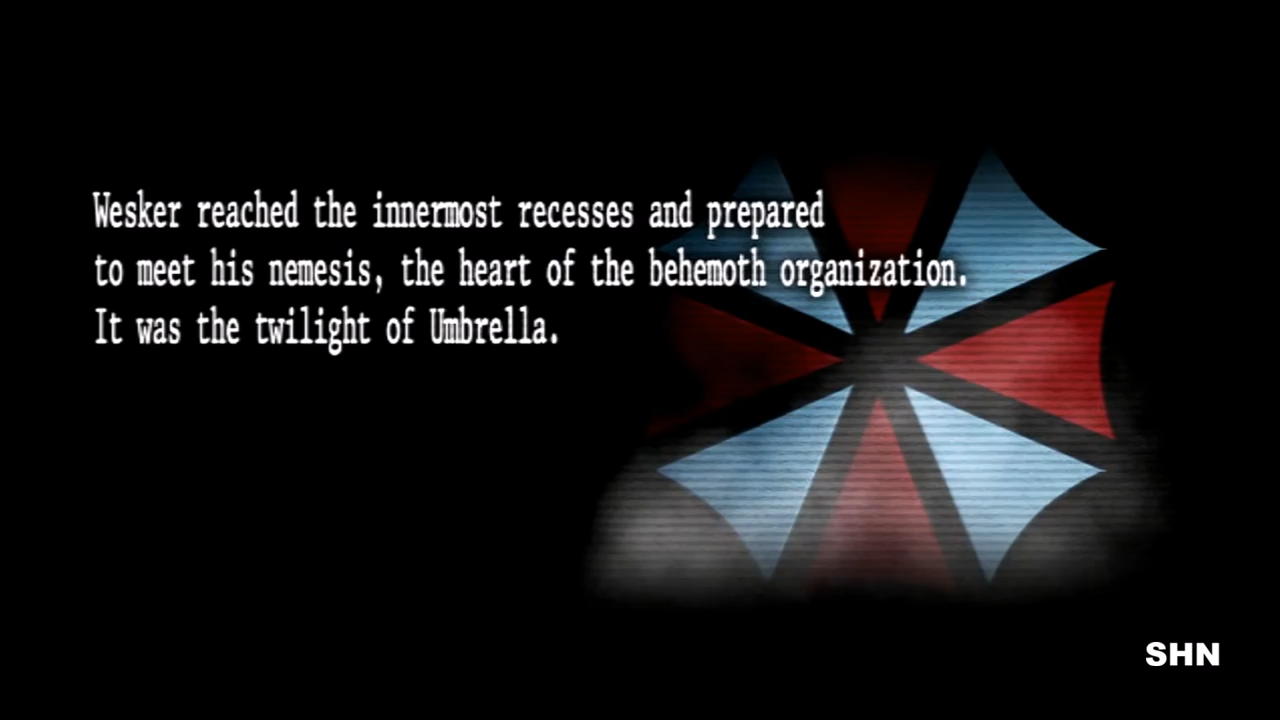 Wesker reached the innermost recesses and prepared
to meet his nemesis, the heart of the behemoth organization.
It was the twilight of Umbrella.
SHN